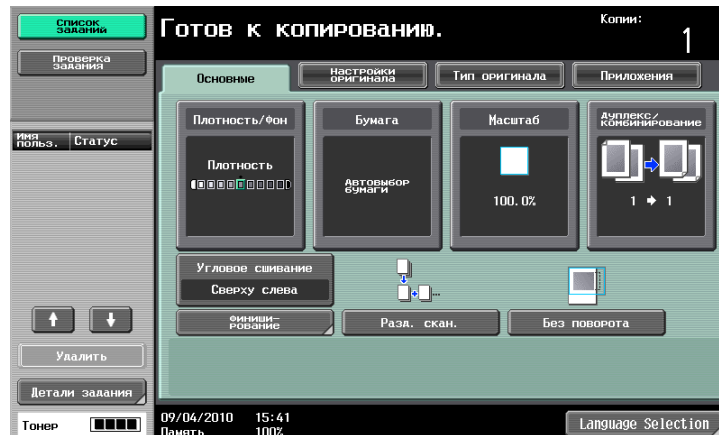 Список
заданий
Готов к копированию.
Копии:
1
Проверка
задания
Основные
Настройки
оригинала
Тип оригинала
Приложения
Имя
польз.
Статус
Плотность/Фон
Бумага
Масштаб
Дуплекс/
Комбинирование
Плотность
Автовыбор
бумаги
100.0%
1 → 1
Угловое сшивание
Сверху слева
Финиши-
рование
Разд. скан.
Без поворота
Удалить
Детали задания
Тонер
09/04/2010 15:41
Память 100%
Language Selection